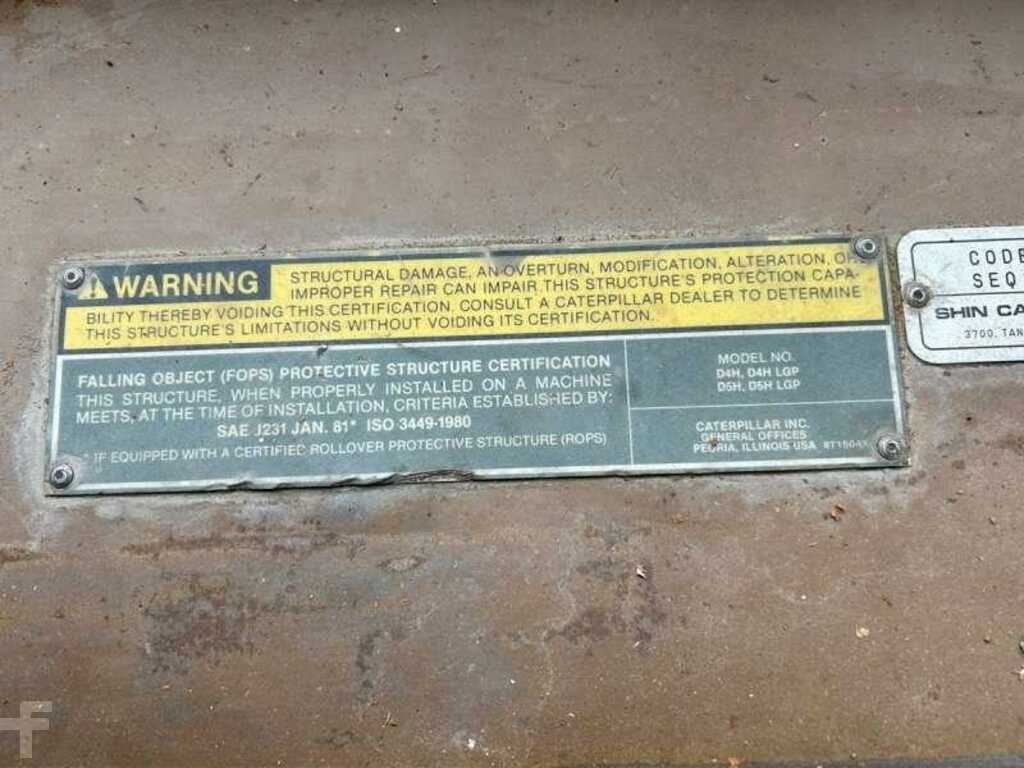 WARNING
STRUCTURAL DAMAGE, AN OVERTURN, MODIFICATION, ALTERATION, OR
IMPROPER REPAIR CAN IMPAIR THIS STRUCTURE'S PROTECTION CAPA-
BILITY THEREBY VOIDING THIS CERTIFICATION. CONSULT A CATERPILLAR DEALER TO DETERMINE
THIS STRUCTURE'S LIMITATIONS WITHOUT VOIDING ITS CERTIFICATION.
FALLING OBJECT (FOPS) PROTECTIVE STRUCTURE CERTIFICATION
THIS STRUCTURE, WHEN PROPERLY INSTALLED ON A MACHINE
MEETS, AT THE TIME OF INSTALLATION, CRITERIA ESTABLISHED BY:
SAE J231 JAN. 81* ISO 3449-1980
* IF EQUIPPED WITH A CERTIFIED ROLLOVER PROTECTIVE STRUCTURE (ROPS)
MODEL NO.
D4H, D4H LGP
D5H, D5H LGP
CATERPILLAR INC.
GENERAL OFFICES
PEORIA, ILLINOIS USA
CODE
SEQ
SHIN CA
3700, TAN